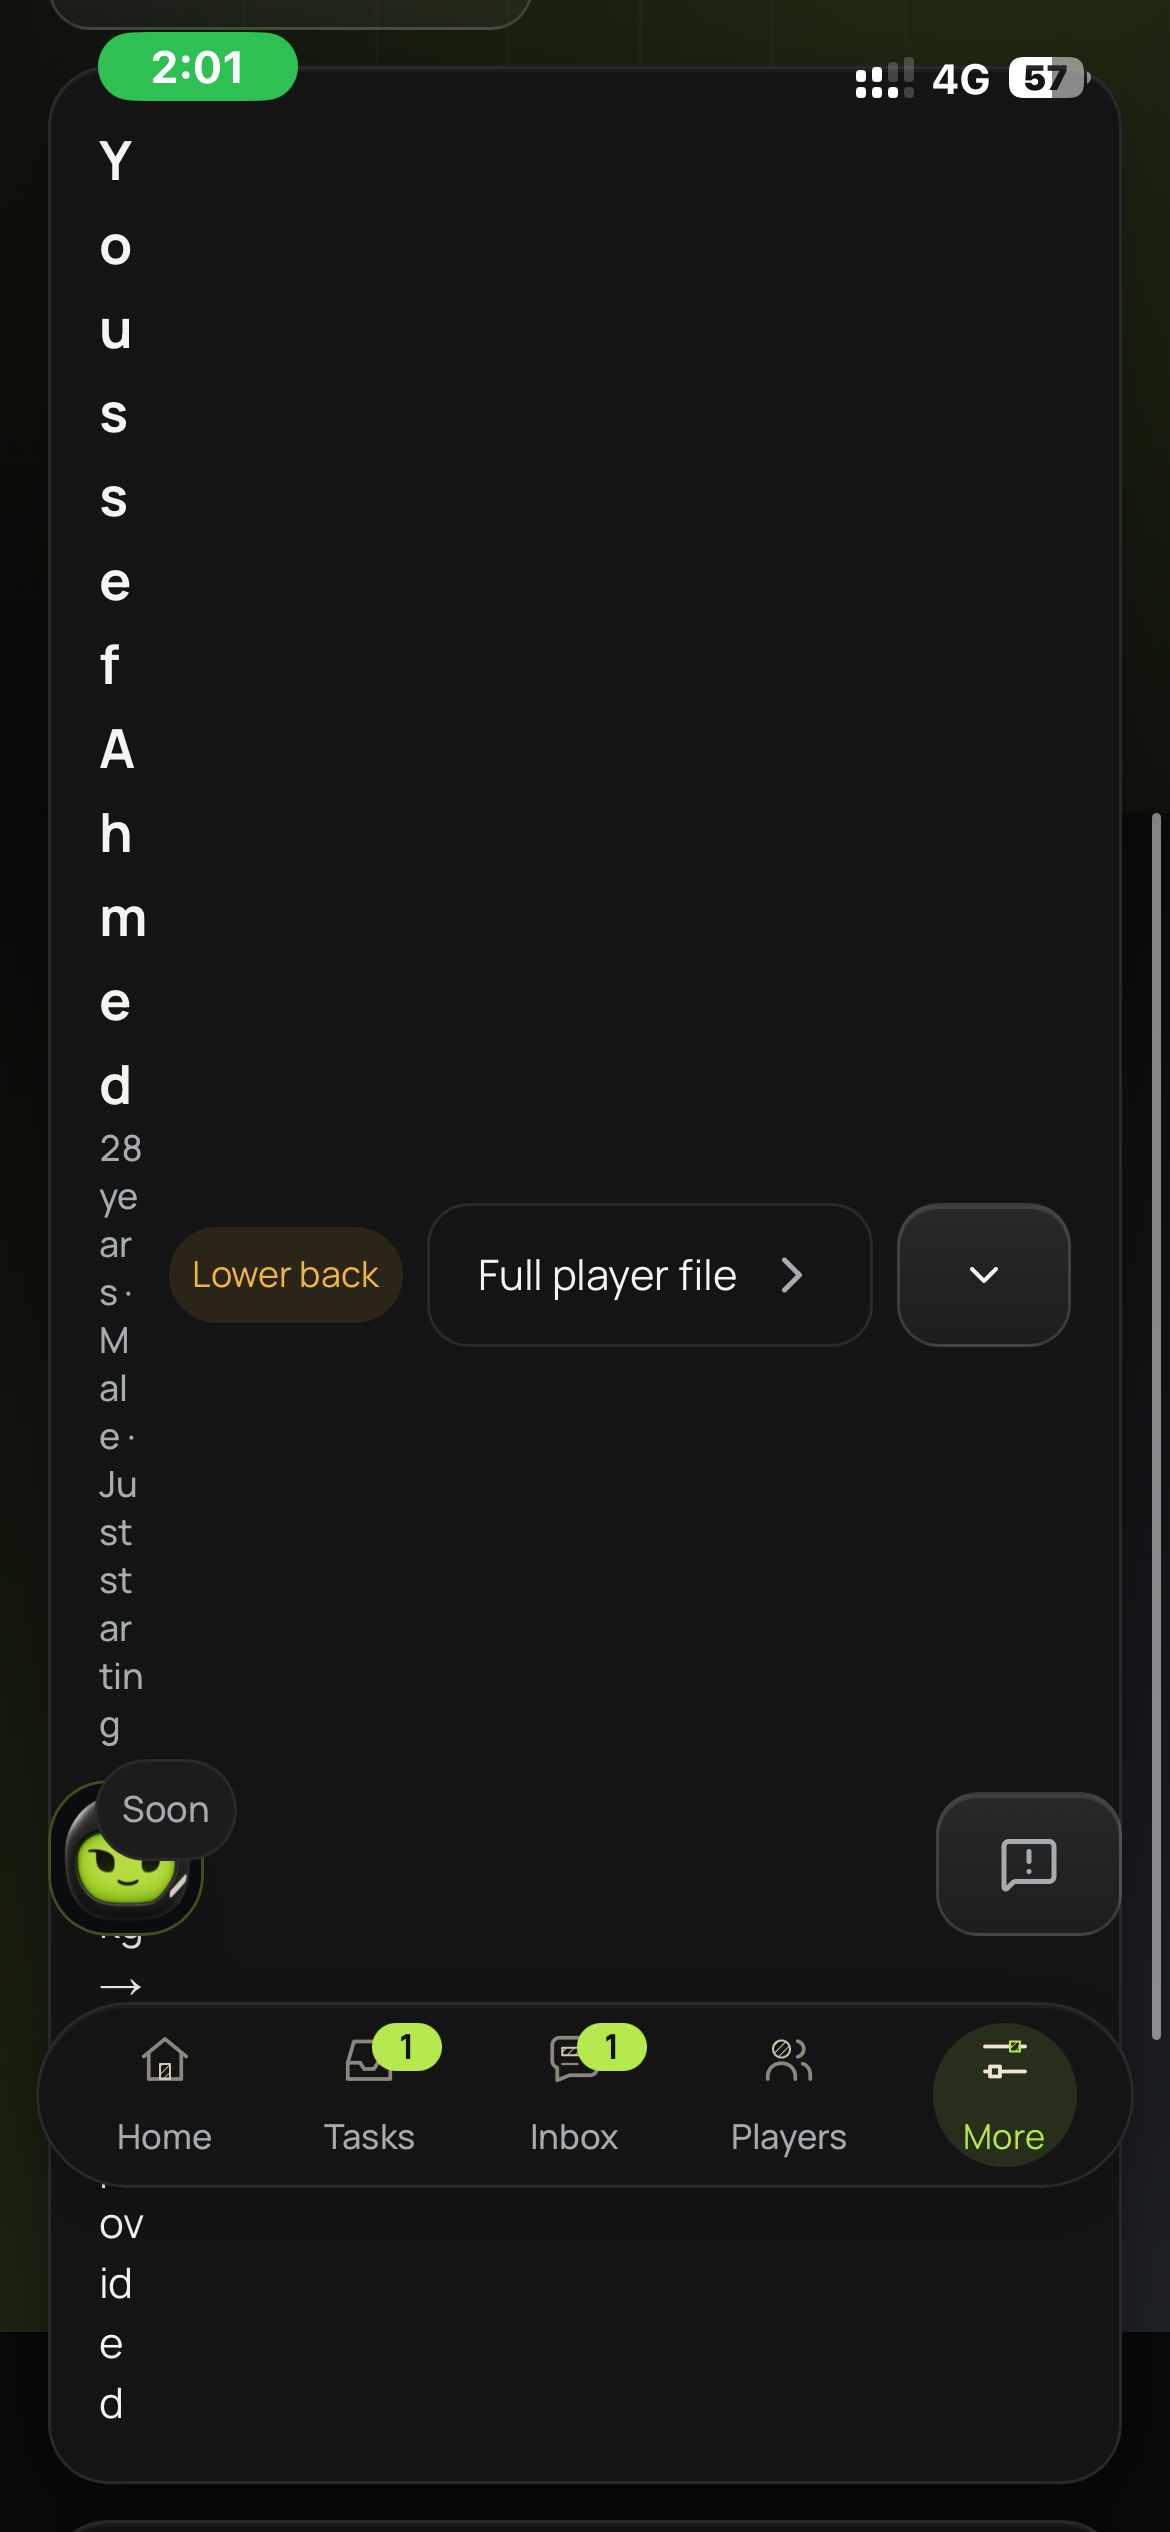 2:01
4G
57
Y
o
u
s
s
e
f
A
h
m
e
d
28
ye
ar
s ·
M
al
e ·
Ju
st
st
ar
tin
g
Lower back
Full player file
Soon
→
1
1
Home
Tasks
Inbox
Players
More
ov
id
e
d